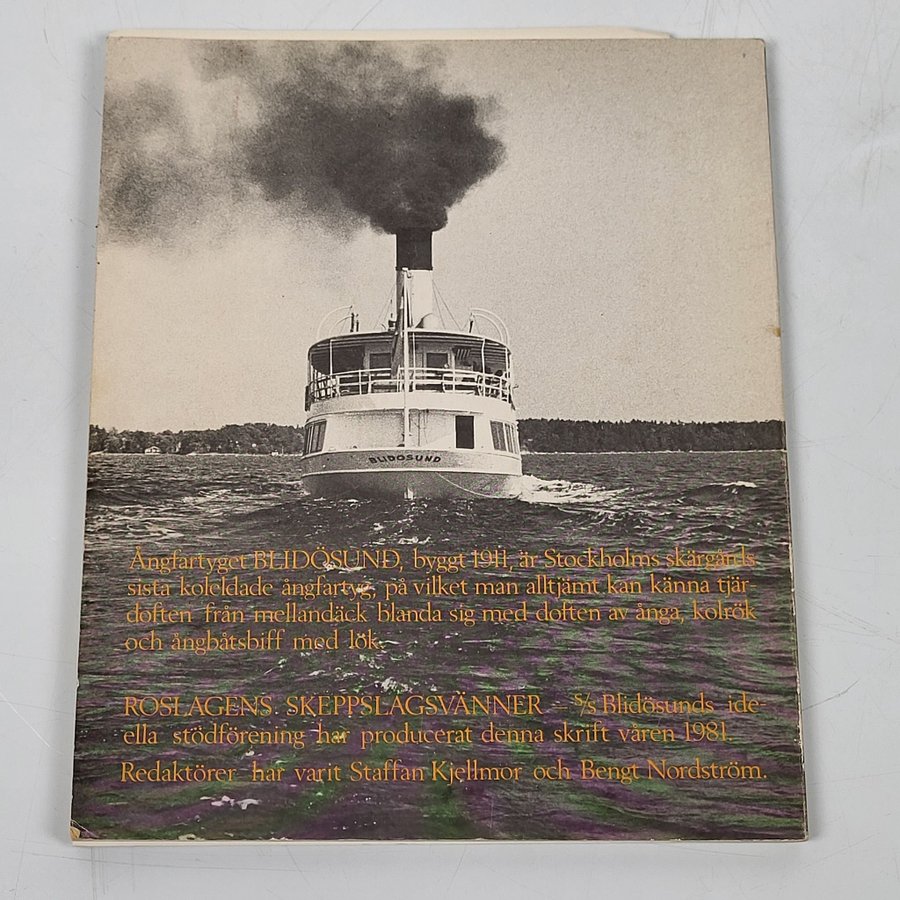 BLIDÖSUND
Ångfartyget BLIDÖSUND, byggt 1911, är Stockholms skärgårds
sista koleldade ångfartyg, på vilket man alltjämt kan känna tjär-
doften från mellandäck blanda sig med doften av ånga, kolrök
och ångbåtsbiff med lök.
ROSLAGENS SKEPPSLAGSVÄNNER – S/S Blidösunds ide-
ella stödförening har producerat denna skrift våren 1981.
Redaktörer har varit Staffan Kjellmor och Bengt Nordström.